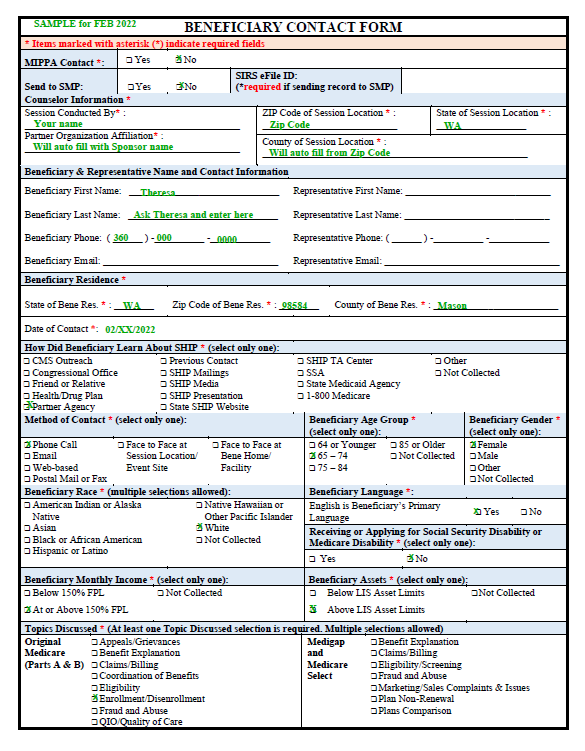 SAMPLE for FEB 2022
BENEFICIARY CONTACT FORM
* Items marked with asterisk (*) indicate required fields
MIPPA Contact *: Yes No
Send to SMP: Yes No
SIRS eFile ID:
(*required if sending record to SMP)
Counselor Information *
Session Conducted By* :
Your name
Partner Organization Affiliation* :
Will auto fill with Sponsor name
ZIP Code of Session Location * :
Zip Code
State of Session Location * :
WA
County of Session Location * :
Will auto fill from Zip Code
Beneficiary & Representative Name and Contact Information
Beneficiary First Name: Theresa Representative First Name:
Beneficiary Last Name: Ask Theresa and enter here Representative Last Name:
Beneficiary Phone: ( 360 ) - 000 - 0000 Representative Phone: ( ) - -
Beneficiary Email: Representative Email:
Beneficiary Residence *
State of Bene Res. * : WA Zip Code of Bene Res. * : 98584 County of Bene Res. * : Mason
Date of Contact *: 02/XX/2022
How Did Beneficiary Learn About SHIP * (select only one):
CMS Outreach Previous Contact SHIP TA Center Other
Congressional Office SHIP Mailings SSA Not Collected
Friend or Relative SHIP Media State Medicaid Agency
Health/Drug Plan SHIP Presentation 1-800 Medicare
Partner Agency State SHIP Website
Method of Contact * (select only one):
Phone Call Face to Face at Face to Face at
Email Session Location/ Bene Home/
Web-based Event Site Facility
Postal Mail or Fax
Beneficiary Age Group *
(select only one):
64 or Younger 85 or Older
65 – 74 Not Collected
75 – 84
Beneficiary Gender *
(select only one):
Female
Male
Other
Not Collected
Beneficiary Race * (multiple selections allowed):
American Indian or Alaska Native Hawaiian or
Native Other Pacific Islander
Asian White
Black or African American Not Collected
Hispanic or Latino
Beneficiary Language *:
English is Beneficiary's Primary
Language Yes No
Receiving or Applying for Social Security Disability or
Medicare Disability * (select only one):
Yes No
Beneficiary Monthly Income * (select only one):
Below 150% FPL Not Collected
At or Above 150% FPL
Beneficiary Assets * (select only one):
Below LIS Asset Limits Not Collected
Above LIS Asset Limits
Topics Discussed * (At least one Topic Discussed selection is required. Multiple selections allowed)
Original
Medicare
(Parts A & B)
Appeals/Grievances
Benefit Explanation
Claims/Billing
Coordination of Benefits
Eligibility
Enrollment/Disenrollment
Fraud and Abuse
QIO/Quality of Care
Medigap
and
Medicare
Select
Benefit Explanation
Claims/Billing
Eligibility/Screening
Fraud and Abuse
Marketing/Sales Complaints & Issues
Plan Non-Renewal
Plans Comparison